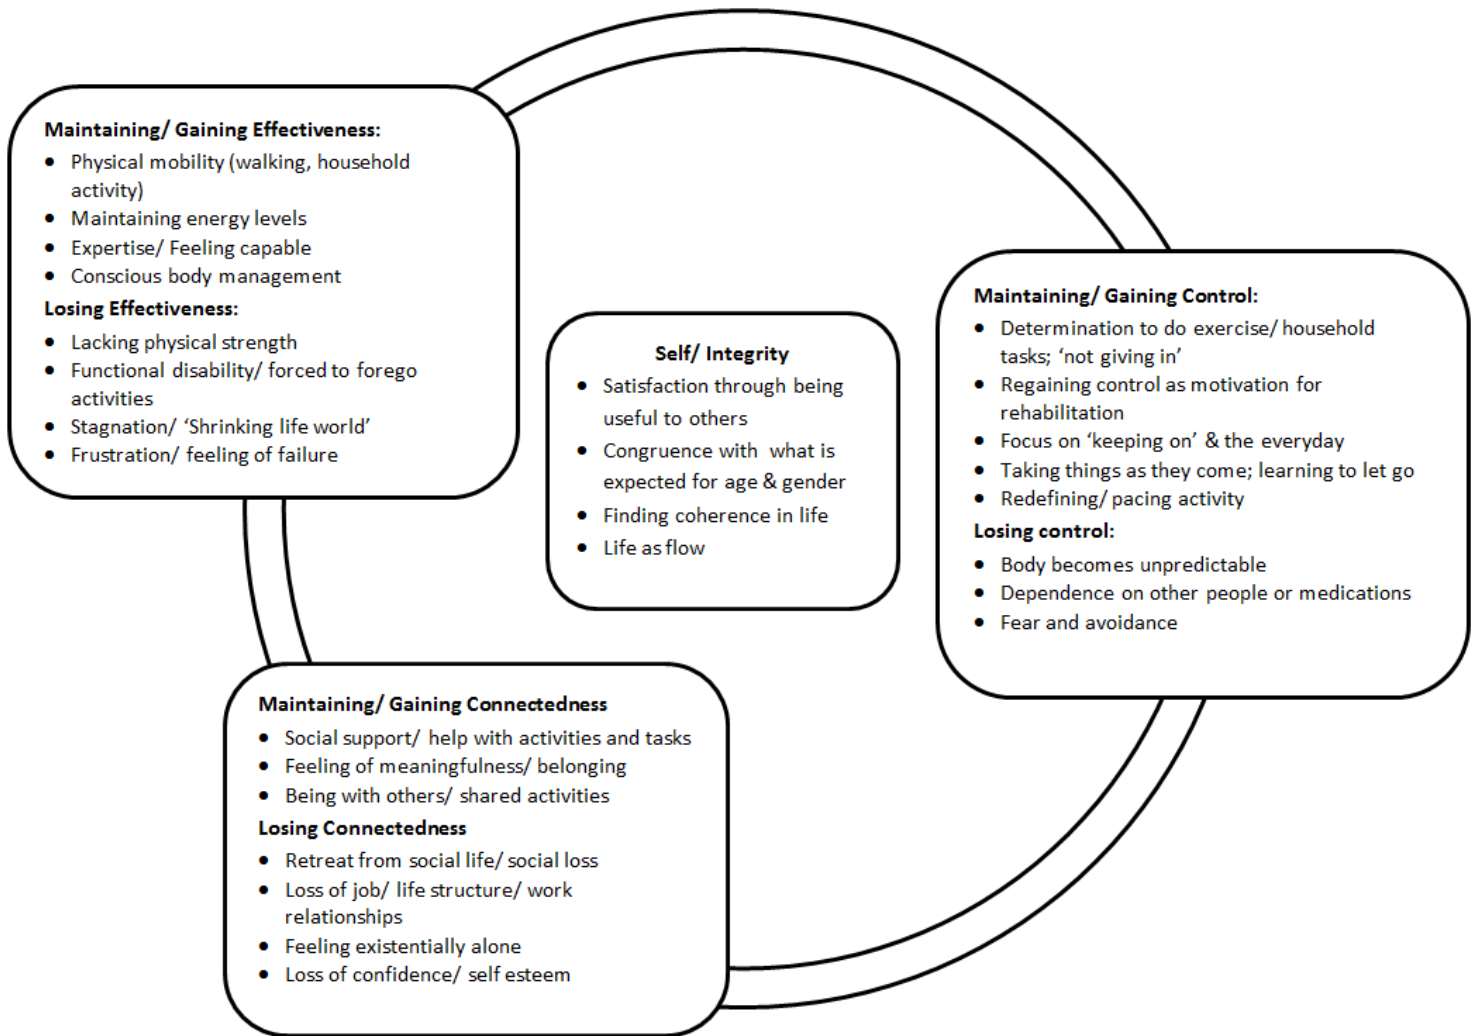 Maintaining/ Gaining Effectiveness:
• Physical mobility (walking, household
activity)
• Maintaining energy levels
• Expertise/ Feeling capable
• Conscious body management
Losing Effectiveness:
• Lacking physical strength
• Functional disability/ forced to forego
activities
• Stagnation/ ‘Shrinking life world’
• Frustration/ feeling of failure
Self/ Integrity
• Satisfaction through being
useful to others
• Congruence with what is
expected for age & gender
• Finding coherence in life
• Life as flow
Maintaining/ Gaining Control:
• Determination to do exercise/ household
tasks; ‘not giving in’
• Regaining control as motivation for
rehabilitation
• Focus on ‘keeping on’ & the everyday
• Taking things as they come; learning to let go
• Redefining/ pacing activity
Losing control:
• Body becomes unpredictable
• Dependence on other people or medications
• Fear and avoidance
Maintaining/ Gaining Connectedness
• Social support/ help with activities and tasks
• Feeling of meaningfulness/ belonging
• Being with others/ shared activities
Losing Connectedness
• Retreat from social life/ social loss
• Loss of job/ life structure/ work
relationships
• Feeling existentially alone
• Loss of confidence/ self esteem